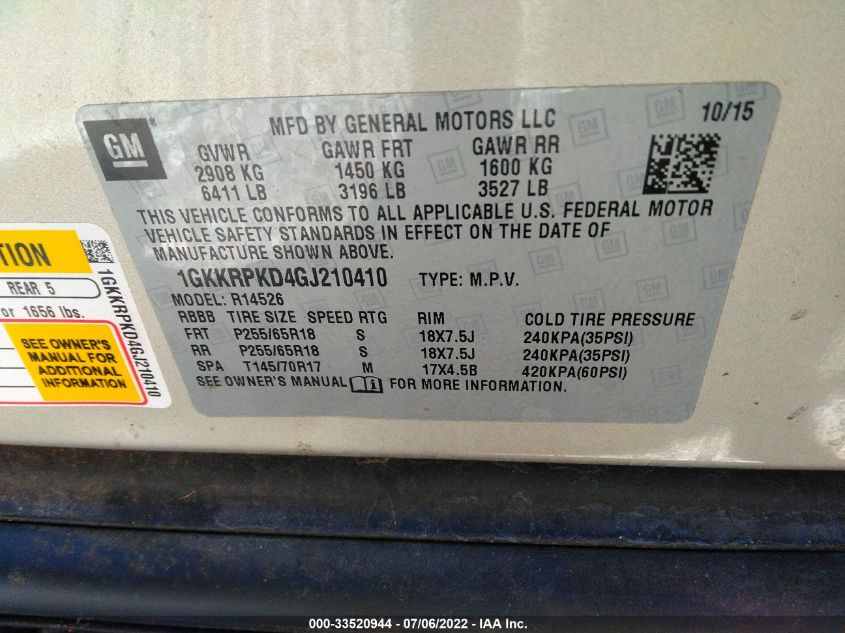 GM
MFD BY GENERAL MOTORS LLC
10/15
GVWR GAWR FRT GAWR RR
2908 KG 1450 KG 1600 KG
6411 LB 3196 LB 3527 LB
THIS VEHICLE CONFORMS TO ALL APPLICABLE U.S. FEDERAL MOTOR
VEHICLE SAFETY STANDARDS IN EFFECT ON THE DATE OF
MANUFACTURE SHOWN ABOVE.
1GKKRPKD4GJ210410 TYPE: M.P.V.
MODEL: R14526
RBBB TIRE SIZE SPEED RTG RIM COLD TIRE PRESSURE
FRT P255/65R18 S 18X7.5J 240KPA(35PSI)
RR P255/65R18 S 18X7.5J 240KPA(35PSI)
SPA T145/70R17 M 17X4.5B 420KPA(60PSI)
SEE OWNER'S MANUAL FOR MORE INFORMATION.
REAR 5
or 1656 lbs.
SEE OWNER'S
MANUAL FOR
ADDITIONAL
INFORMATION
1GKKRPKD4GJ210410
000-33520944 - 07/06/2022 - IAA Inc.